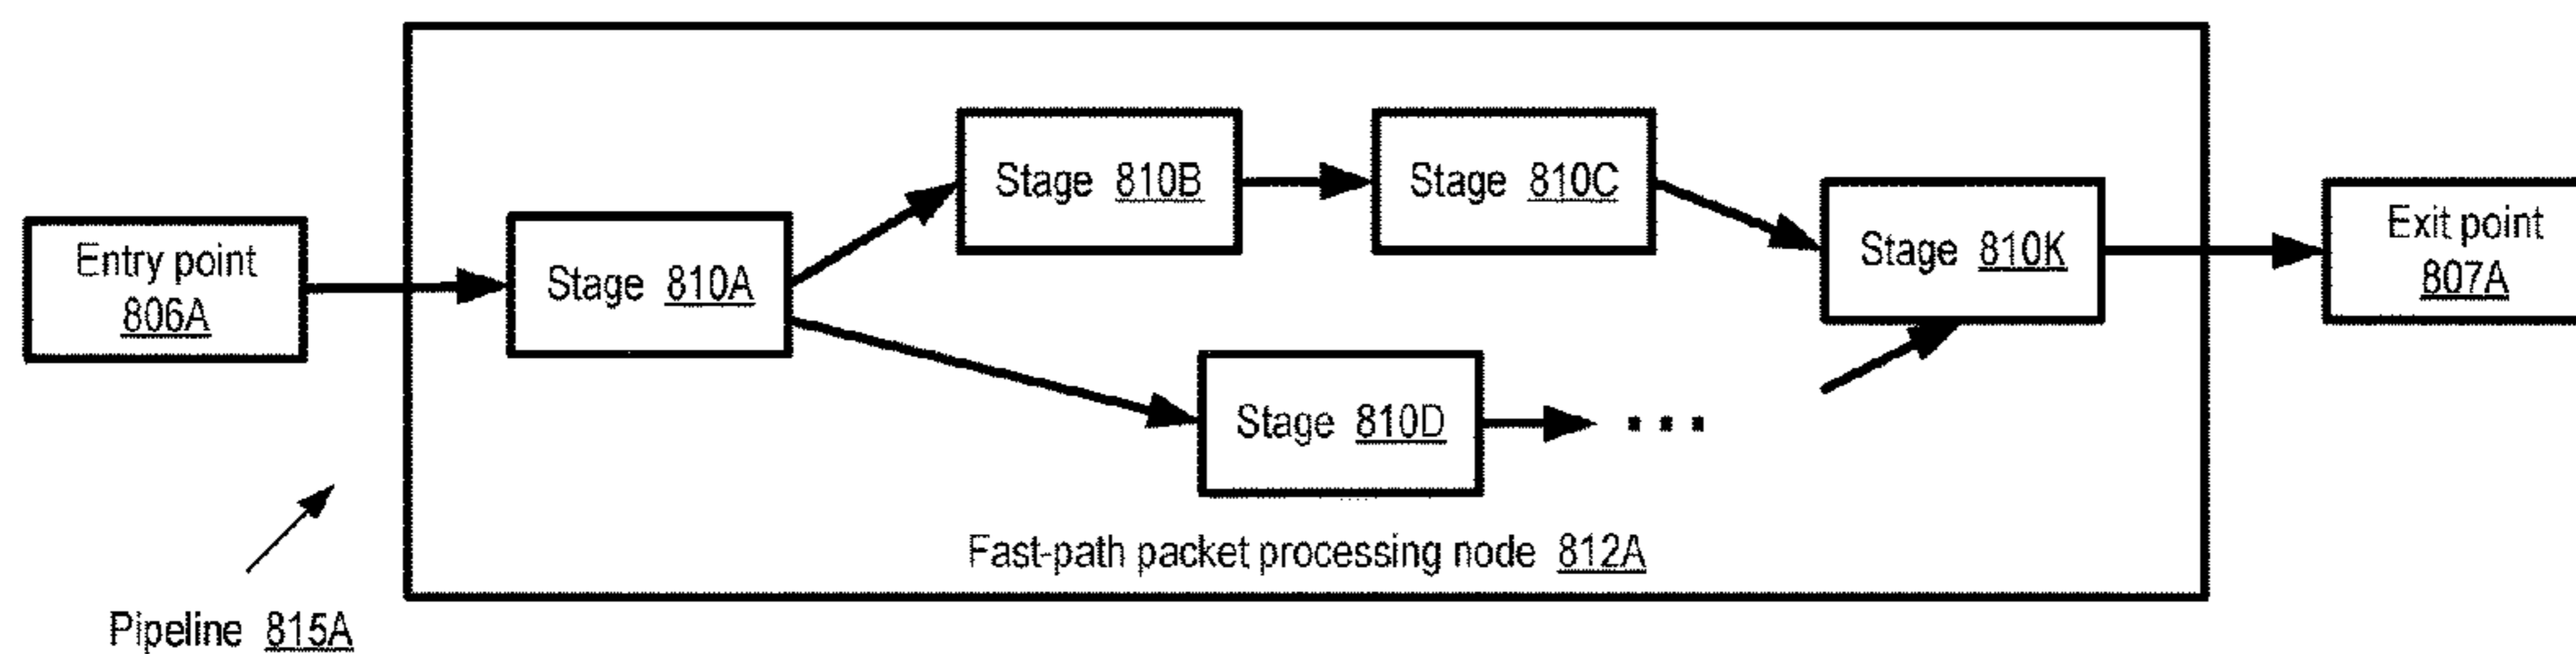 Entry point
806A
Stage 810A
Stage 810B
Stage 810C
Stage 810D
...
Stage 810K
Exit point
807A
Fast-path packet processing node 812A
Pipeline 815A